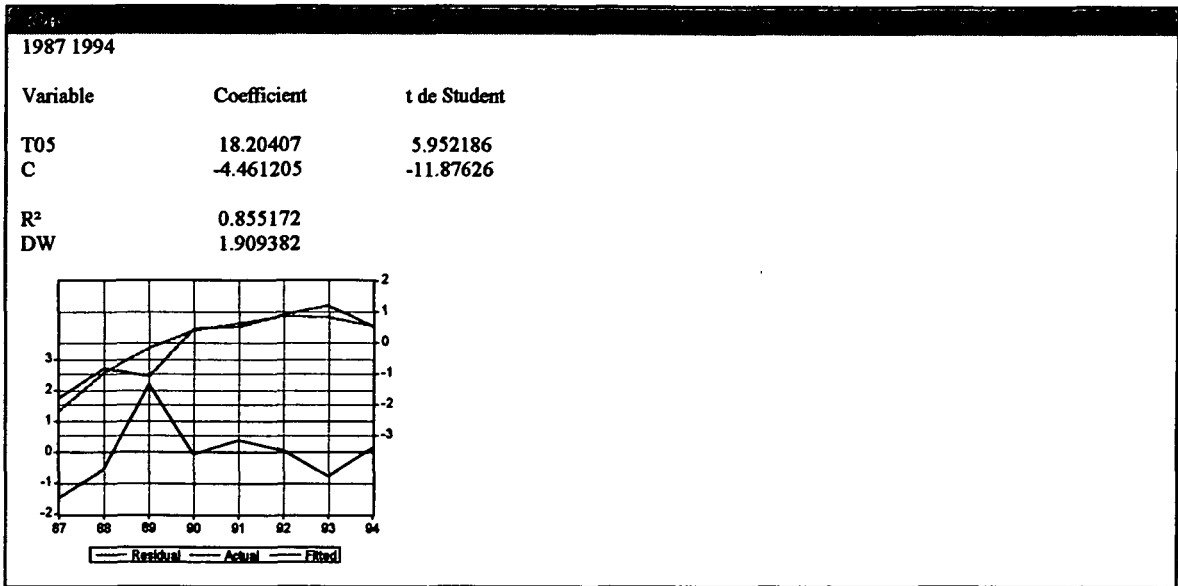 1987 1994
Variable Coefficient t de Student
T05 18.20407 5.952186
C -4.461205 -11.87626
R² 0.855172
DW 1.909382
2
1
0
3
-1
2
-2
1
-3
0
-1
-2
87 88 89 90 91 92 93 94
Residual Actual Fitted